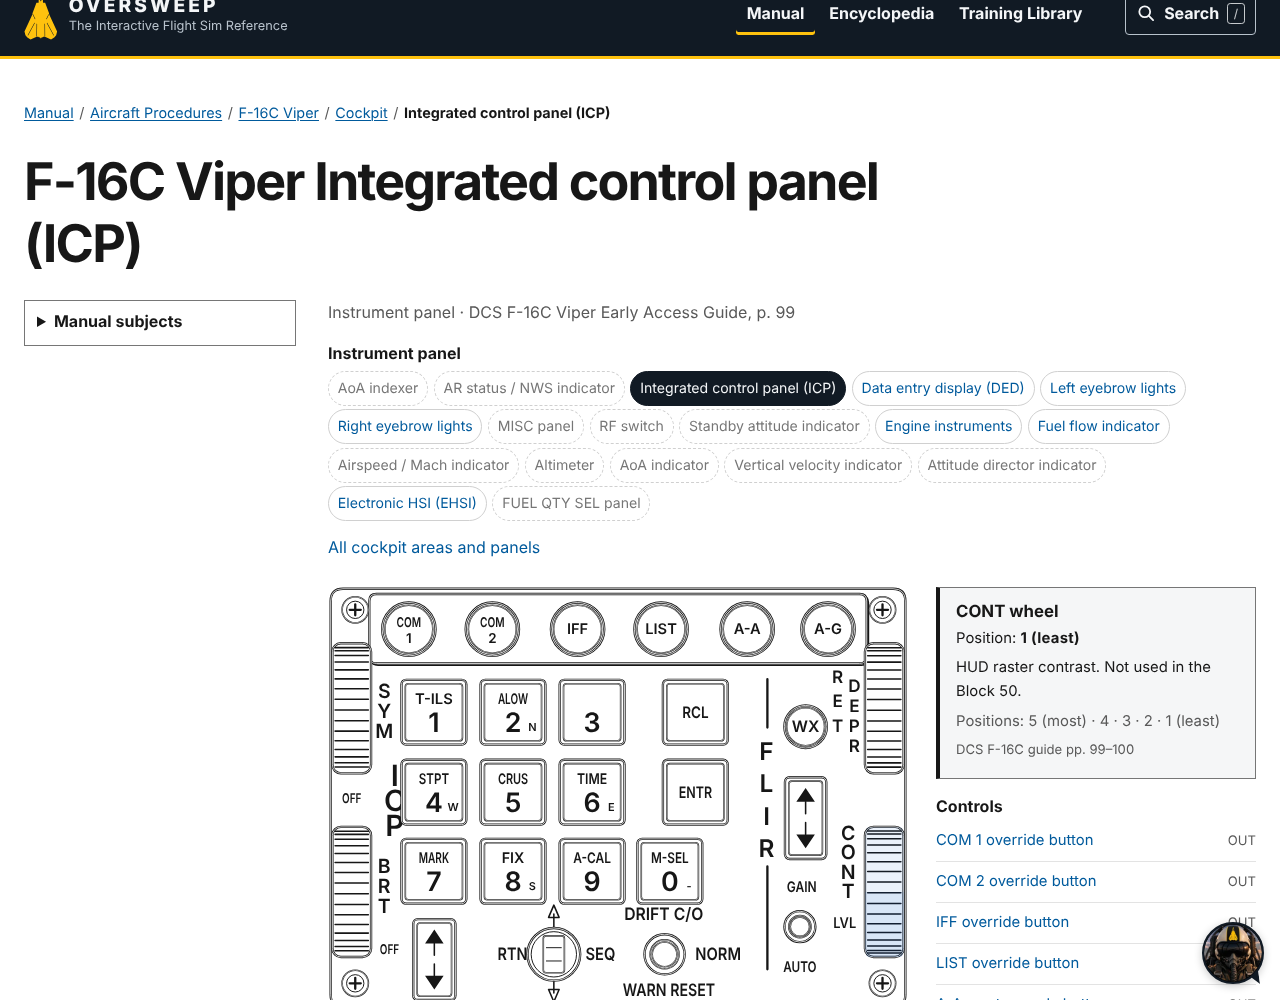 OVERSWEEP
The Interactive Flight Sim Reference
Manual
Encyclopedia
Training Library
Search /
Manual / Aircraft Procedures / F-16C Viper / Cockpit / Integrated control panel (ICP)
F-16C Viper Integrated control panel
(ICP)
Manual subjects
Instrument panel · DCS F-16C Viper Early Access Guide, p. 99
Instrument panel
AoA indexer
AR status / NWS indicator
Integrated control panel (ICP)
Data entry display (DED)
Left eyebrow lights
Right eyebrow lights
MISC panel
RF switch
Standby attitude indicator
Engine instruments
Fuel flow indicator
Airspeed / Mach indicator
Altimeter
AoA indicator
Vertical velocity indicator
Attitude director indicator
Electronic HSI (EHSI)
FUEL QTY SEL panel
All cockpit areas and panels
COM 1
COM 2
IFF
LIST
A-A
A-G
SYM
T-ILS 1
ALOW 2 N
3
RCL
WX
RET
DEPR
ICP
OFF
STPT 4 W
CRUS 5
TIME 6 E
ENTR
FLIR
CONT
BRT
MARK 7
FIX 8 S
A-CAL 9
M-SEL 0 -
GAIN
LVL
AUTO
OFF
RTN
SEQ
DRIFT C/O
NORM
WARN RESET
CONT wheel
Position: 1 (least)
HUD raster contrast. Not used in the
Block 50.
Positions: 5 (most) · 4 · 3 · 2 · 1 (least)
DCS F-16C guide pp. 99–100
Controls
COM 1 override button OUT
COM 2 override button OUT
IFF override button OUT
LIST override button